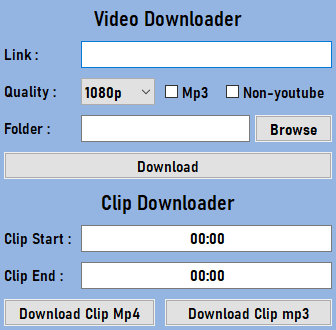 Video Downloader
Link :
Quality : 1080p Mp3 Non-youtube
Folder : Browse
Download
Clip Downloader
Clip Start : 00:00
Clip End : 00:00
Download Clip Mp4 Download Clip mp3